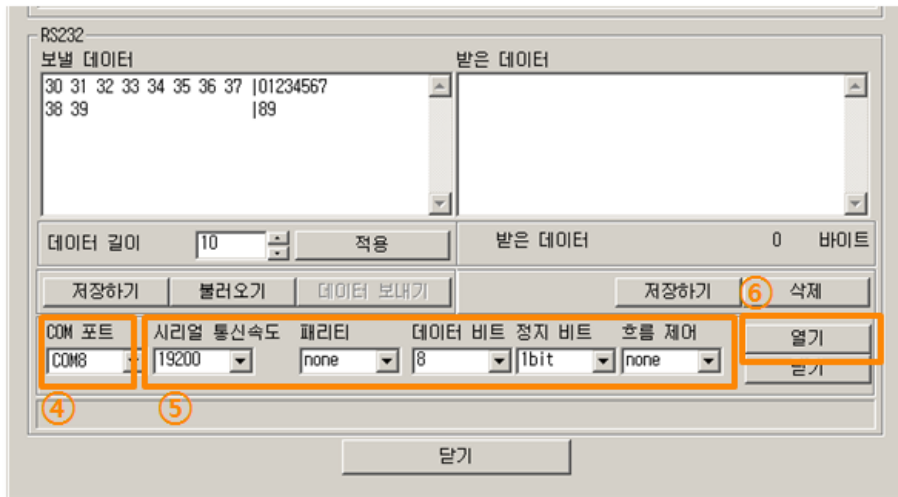 RS232
보낼 데이터
받은 데이터
30 31 32 33 34 35 36 37 |01234567
38 39 |89
데이터 길이
10
적용
받은 데이터
0
바이트
저장하기
불러오기
데이터 보내기
저장하기
⑥
삭제
COM 포트
시리얼 통신속도
패리티
데이터 비트
정지 비트
흐름 제어
열기
COM8
19200
none
8
1bit
none
닫기
④
⑤
닫기